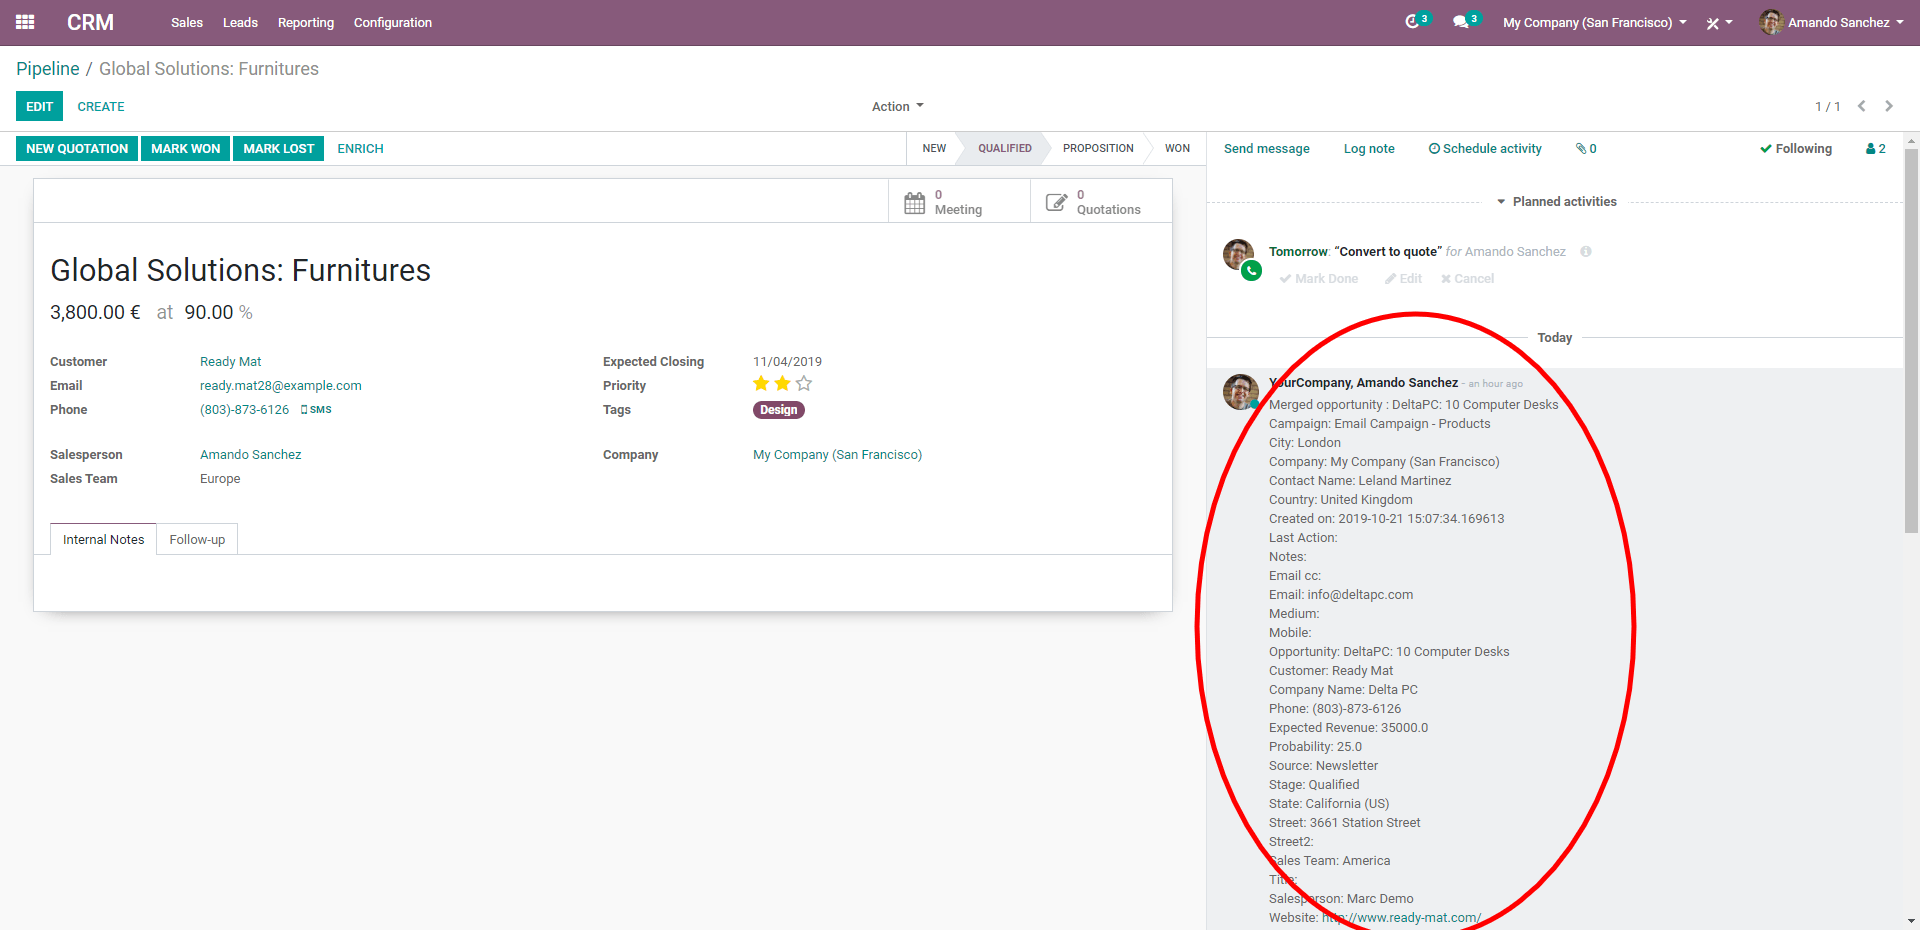 CRM Sales Leads Reporting Configuration 3 3 My Company (San Francisco) Amando Sanchez
Pipeline / Global Solutions: Furnitures
EDIT CREATE Action 1 / 1
NEW QUOTATION MARK WON MARK LOST ENRICH NEW QUALIFIED PROPOSITION WON
0 Meeting
0 Quotations
Global Solutions: Furnitures
3,800.00 € at 90.00 %
Customer Ready Mat Expected Closing 11/04/2019
Email ready.mat28@example.com Priority
Phone (803)-873-6126 SMS Tags Design
Salesperson Amando Sanchez Company My Company (San Francisco)
Sales Team Europe
Internal Notes Follow-up
Send message Log note Schedule activity 0 Following 2
Planned activities
Tomorrow: “Convert to quote” for Amando Sanchez
Mark Done Edit Cancel
Today
YourCompany, Amando Sanchez - an hour ago
Merged opportunity : DeltaPC: 10 Computer Desks
Campaign: Email Campaign - Products
City: London
Company: My Company (San Francisco)
Contact Name: Leland Martinez
Country: United Kingdom
Created on: 2019-10-21 15:07:34.169613
Last Action:
Notes:
Email cc:
Email: info@deltapc.com
Medium:
Mobile:
Opportunity: DeltaPC: 10 Computer Desks
Customer: Ready Mat
Company Name: Delta PC
Phone: (803)-873-6126
Expected Revenue: 35000.0
Probability: 25.0
Source: Newsletter
Stage: Qualified
State: California (US)
Street: 3661 Station Street
Street2:
Sales Team: America
Title:
Salesperson: Marc Demo
Website: http://www.ready-mat.com/